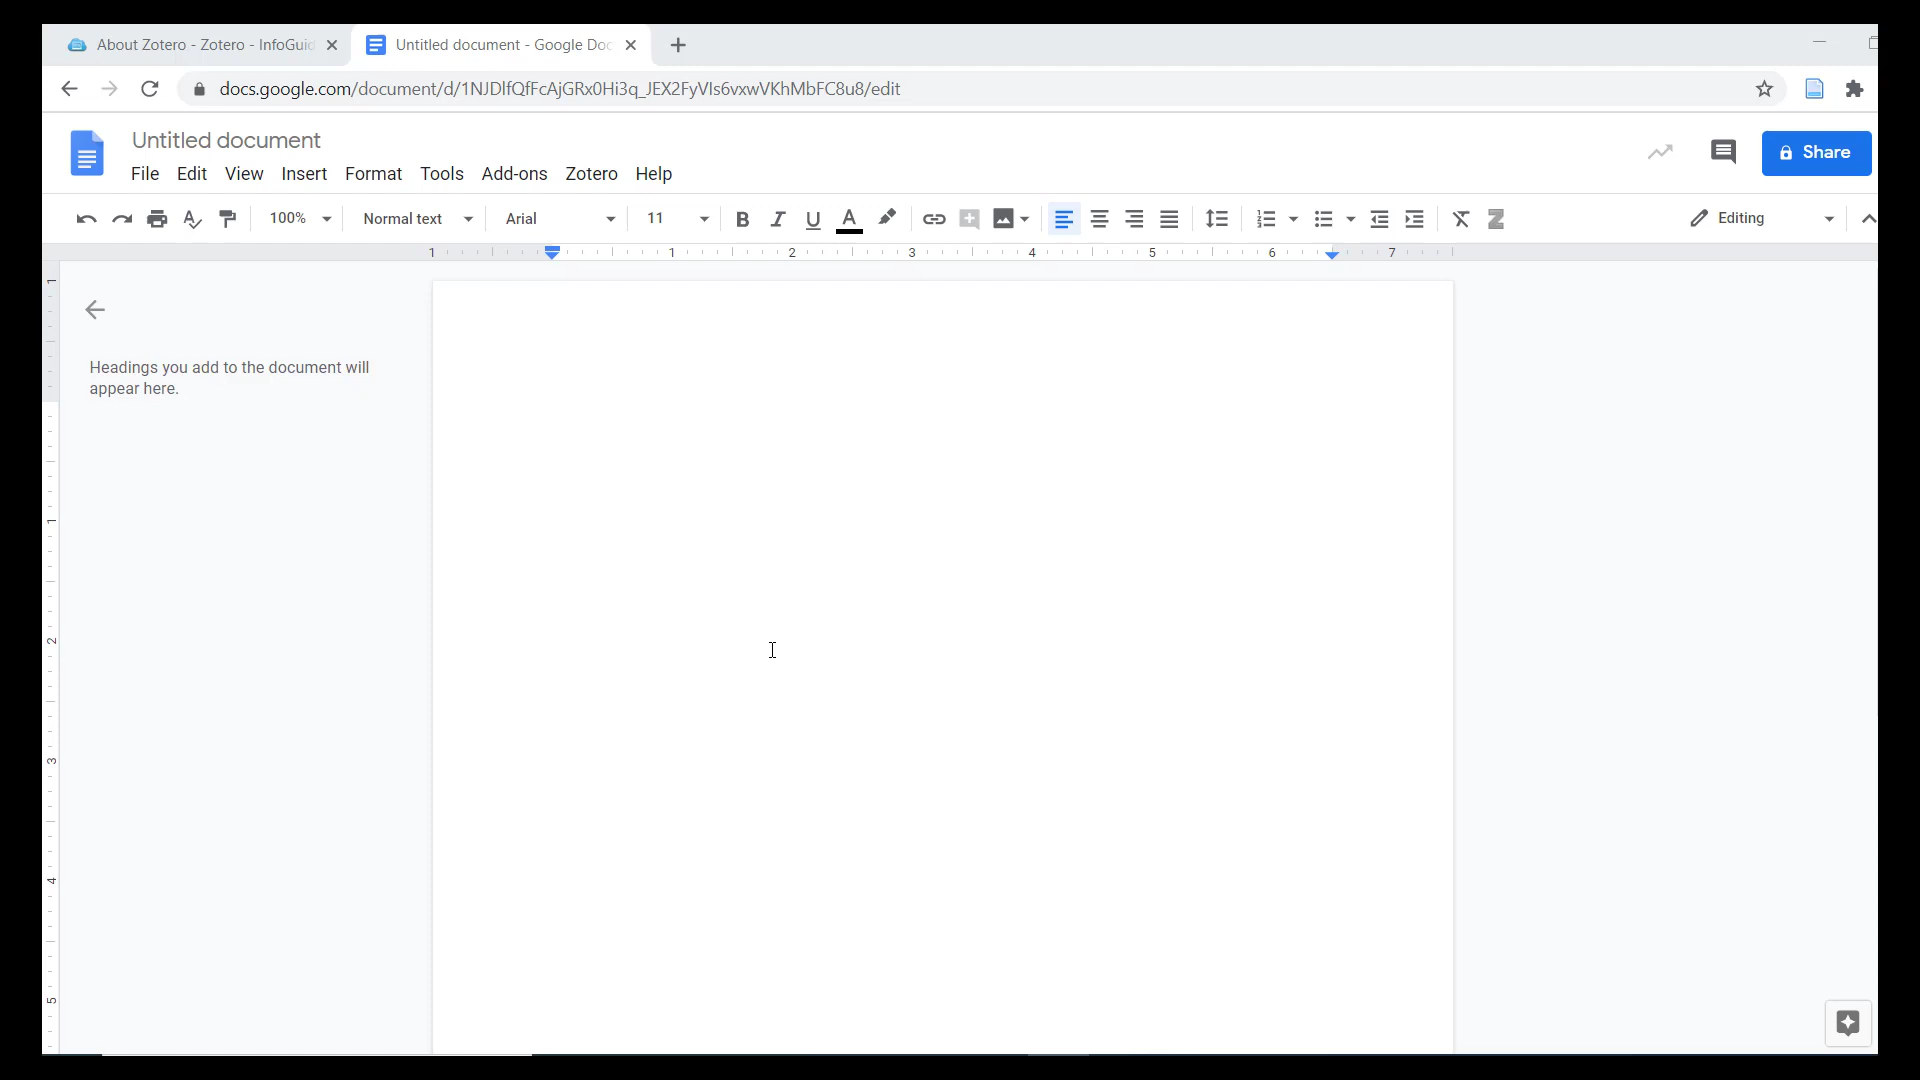 About Zotero - Zotero - InfoGuid
Untitled document - Google Doc
docs.google.com/document/d/1NJDlfQfFcAjGRx0Hi3q_JEX2FyVls6vxwVKhMbFC8u8/edit
Untitled document
File Edit View Insert Format Tools Add-ons Zotero Help
Share
100% Normal text Arial 11 B I U A Editing
1 1 2 3 4 5 6 7
1
Headings you add to the document will
appear here.
1
2
3
4
5